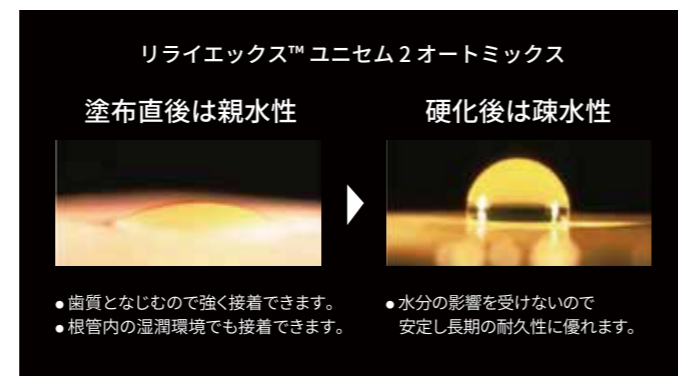 リライエックス™ ユニセム 2 オートミックス
塗布直後は親水性
硬化後は疎水性
● 歯質となじむので強く接着できます。
● 根管内の湿潤環境でも接着できます。
● 水分の影響を受けないので
安定し長期の耐久性に優れます。